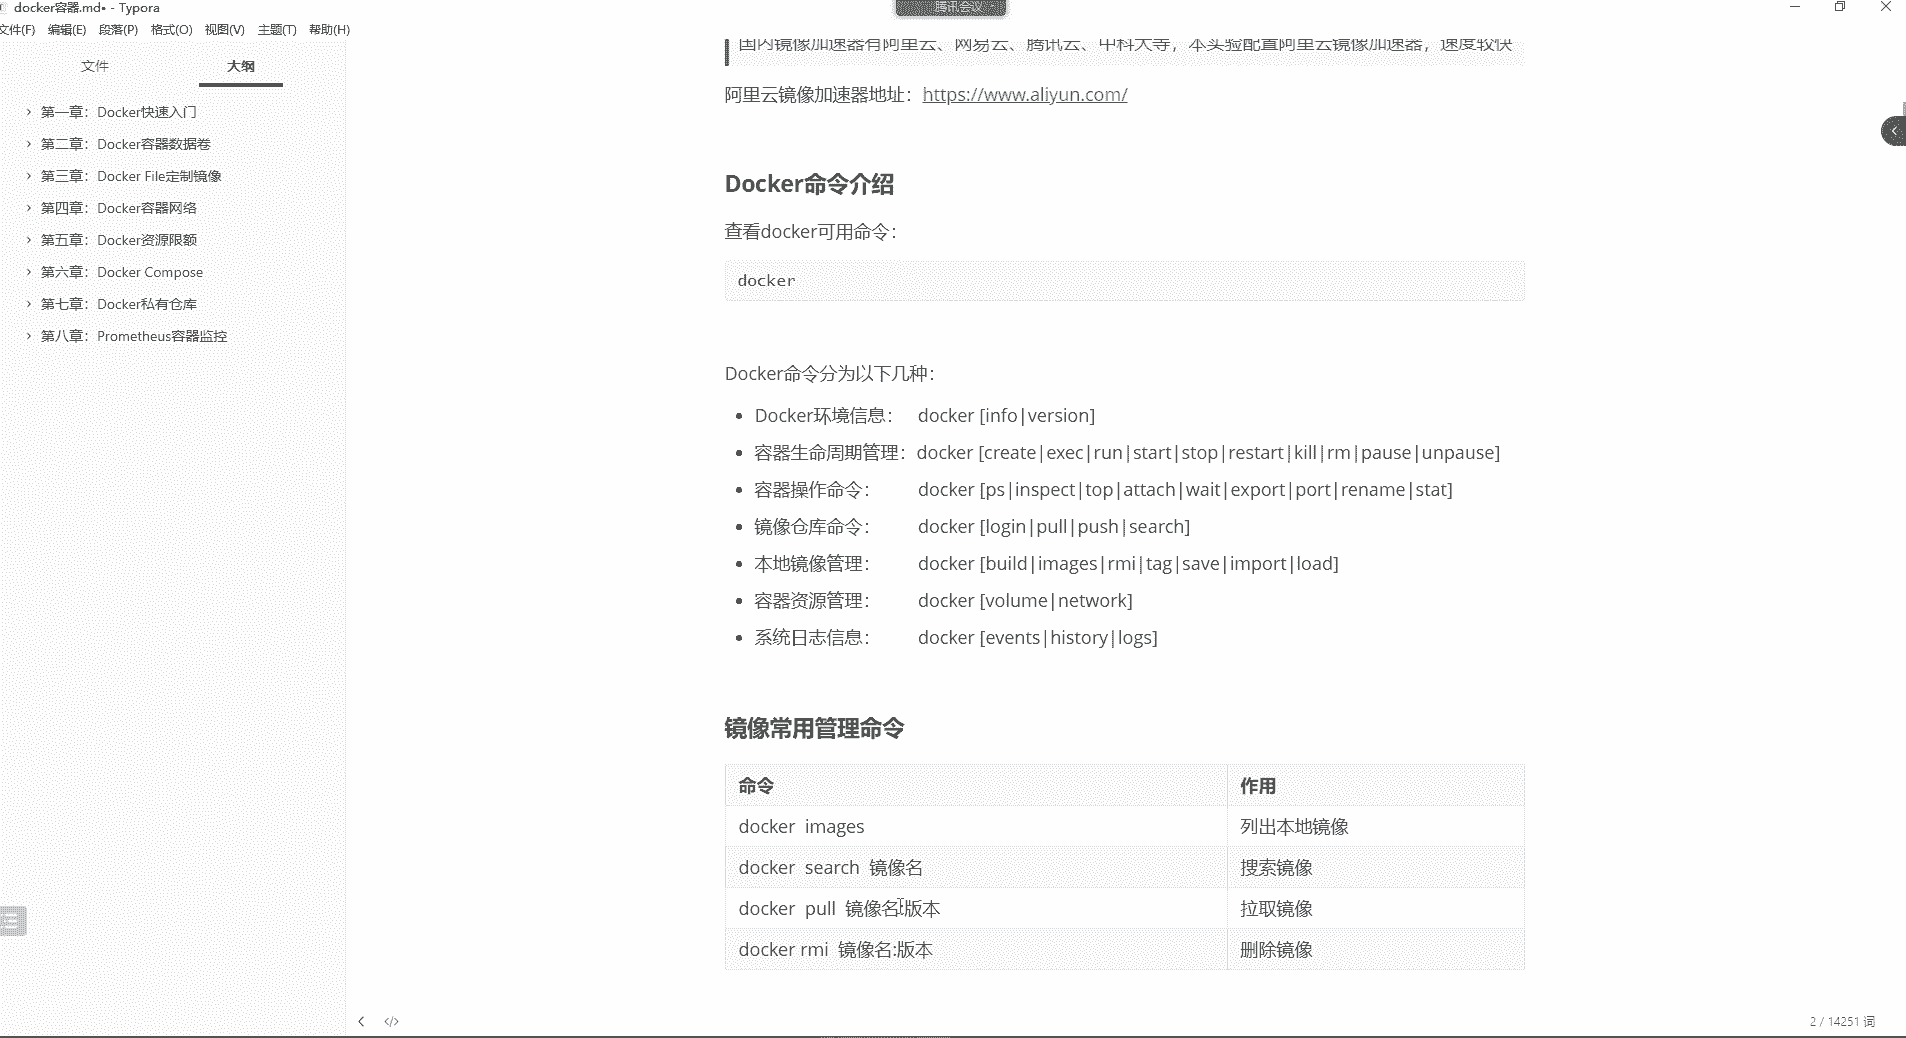 docker容器.md• - Typora
腾讯会议
文件(F) 编辑(E) 段落(P) 格式(O) 视图(V) 主题(T) 帮助(H)
文件 大纲
第一章：Docker快速入门
第二章：Docker容器数据卷
第三章：Docker File定制镜像
第四章：Docker容器网络
第五章：Docker资源限额
第六章：Docker Compose
第七章：Docker私有仓库
第八章：Prometheus容器监控
国内镜像加速器有阿里云、网易云、腾讯云、中科大等，本实验配置阿里云镜像加速器，速度较快
阿里云镜像加速器地址：https://www.aliyun.com/
Docker命令介绍
查看docker可用命令：
docker
Docker命令分为以下几种：
Docker环境信息： docker [info|version]
容器生命周期管理：docker [create|exec|run|start|stop|restart|kill|rm|pause|unpause]
容器操作命令： docker [ps|inspect|top|attach|wait|export|port|rename|stat]
镜像仓库命令： docker [login|pull|push|search]
本地镜像管理： docker [build|images|rmi|tag|save|import|load]
容器资源管理： docker [volume|network]
系统日志信息： docker [events|history|logs]
镜像常用管理命令
命令 作用
docker images 列出本地镜像
docker search 镜像名 搜索镜像
docker pull 镜像名:版本 拉取镜像
docker rmi 镜像名:版本 删除镜像
2 / 14251 词